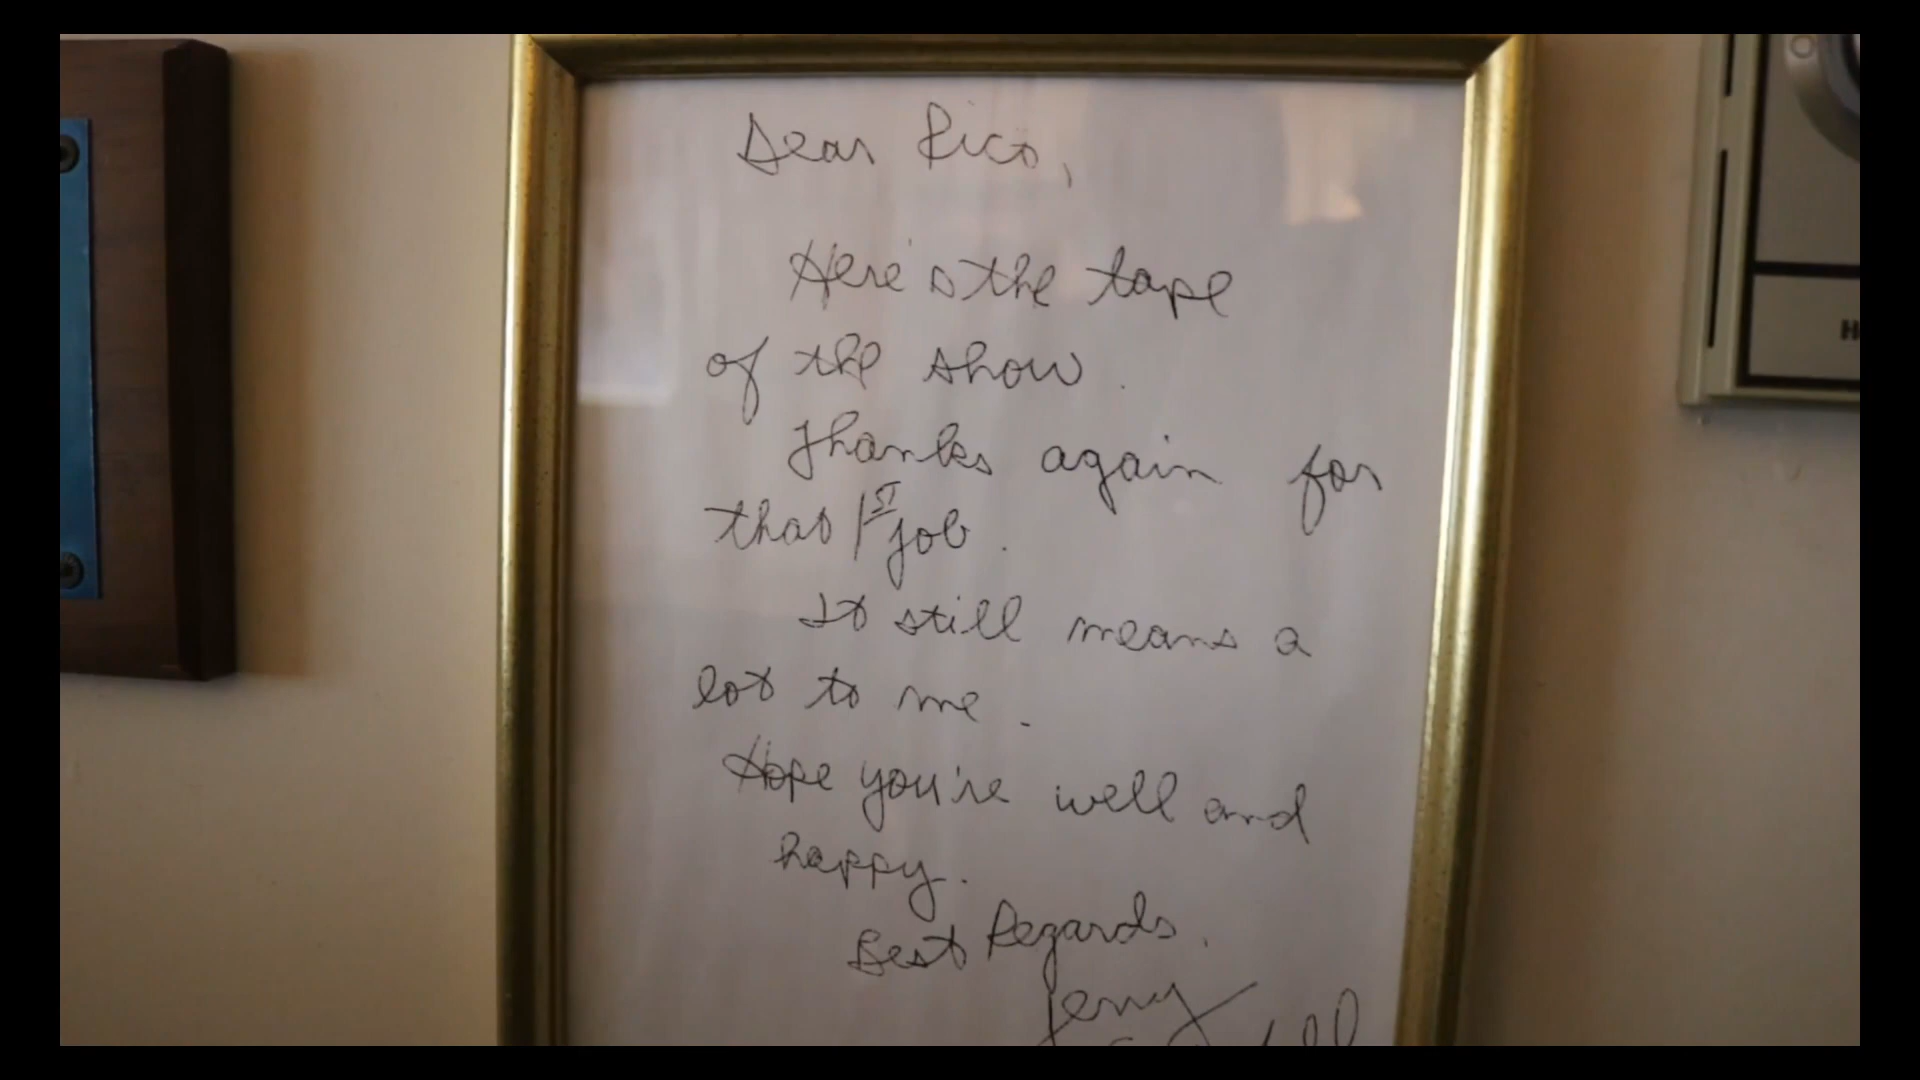 Dear Rico,
Here's the tape
of the show.
Thanks again for
that 1ST job.
It still means a
lot to me.
Hope you're well and
happy.
Best Regards,
Jerry
H